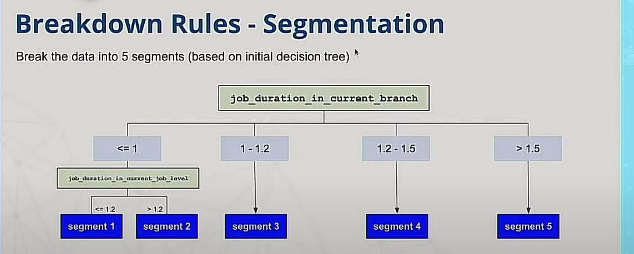 Breakdown Rules - Segmentation
Break the data into 5 segments (based on initial decision tree)
job_duration_in_current_branch
<= 1
1 - 1.2
1.2 - 1.5
> 1.5
job_duration_in_current_job_level
<= 1.2
> 1.2
segment 1
segment 2
segment 3
segment 4
segment 5